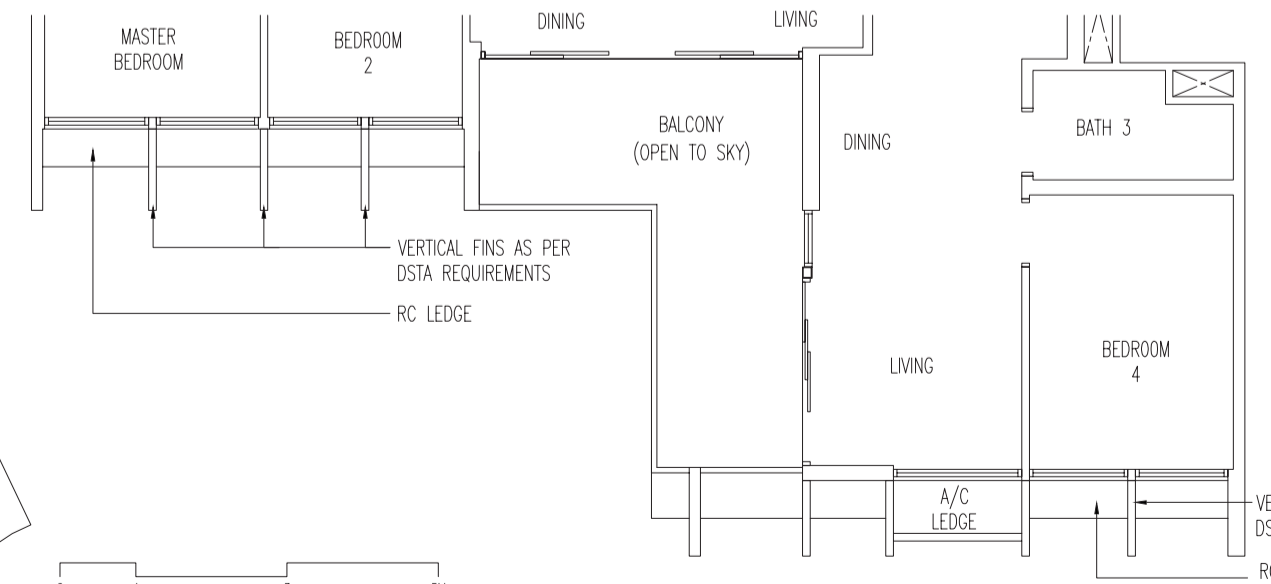 DINING
LIVING
MASTER
BEDROOM
BEDROOM
2
BALCONY
(OPEN TO SKY)
DINING
BATH 3
VERTICAL FINS AS PER
DSTA REQUIREMENTS
RC LEDGE
LIVING
BEDROOM
4
A/C
LEDGE